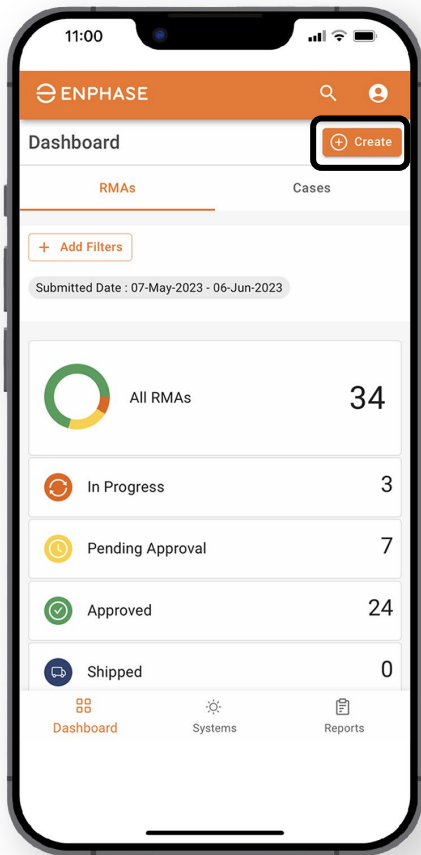 11:00
ENPHASE
Dashboard
Create
RMAs Cases
+ Add Filters
Submitted Date : 07-May-2023 - 06-Jun-2023
All RMAs 34
In Progress 3
Pending Approval 7
Approved 24
Shipped 0
Dashboard Systems Reports